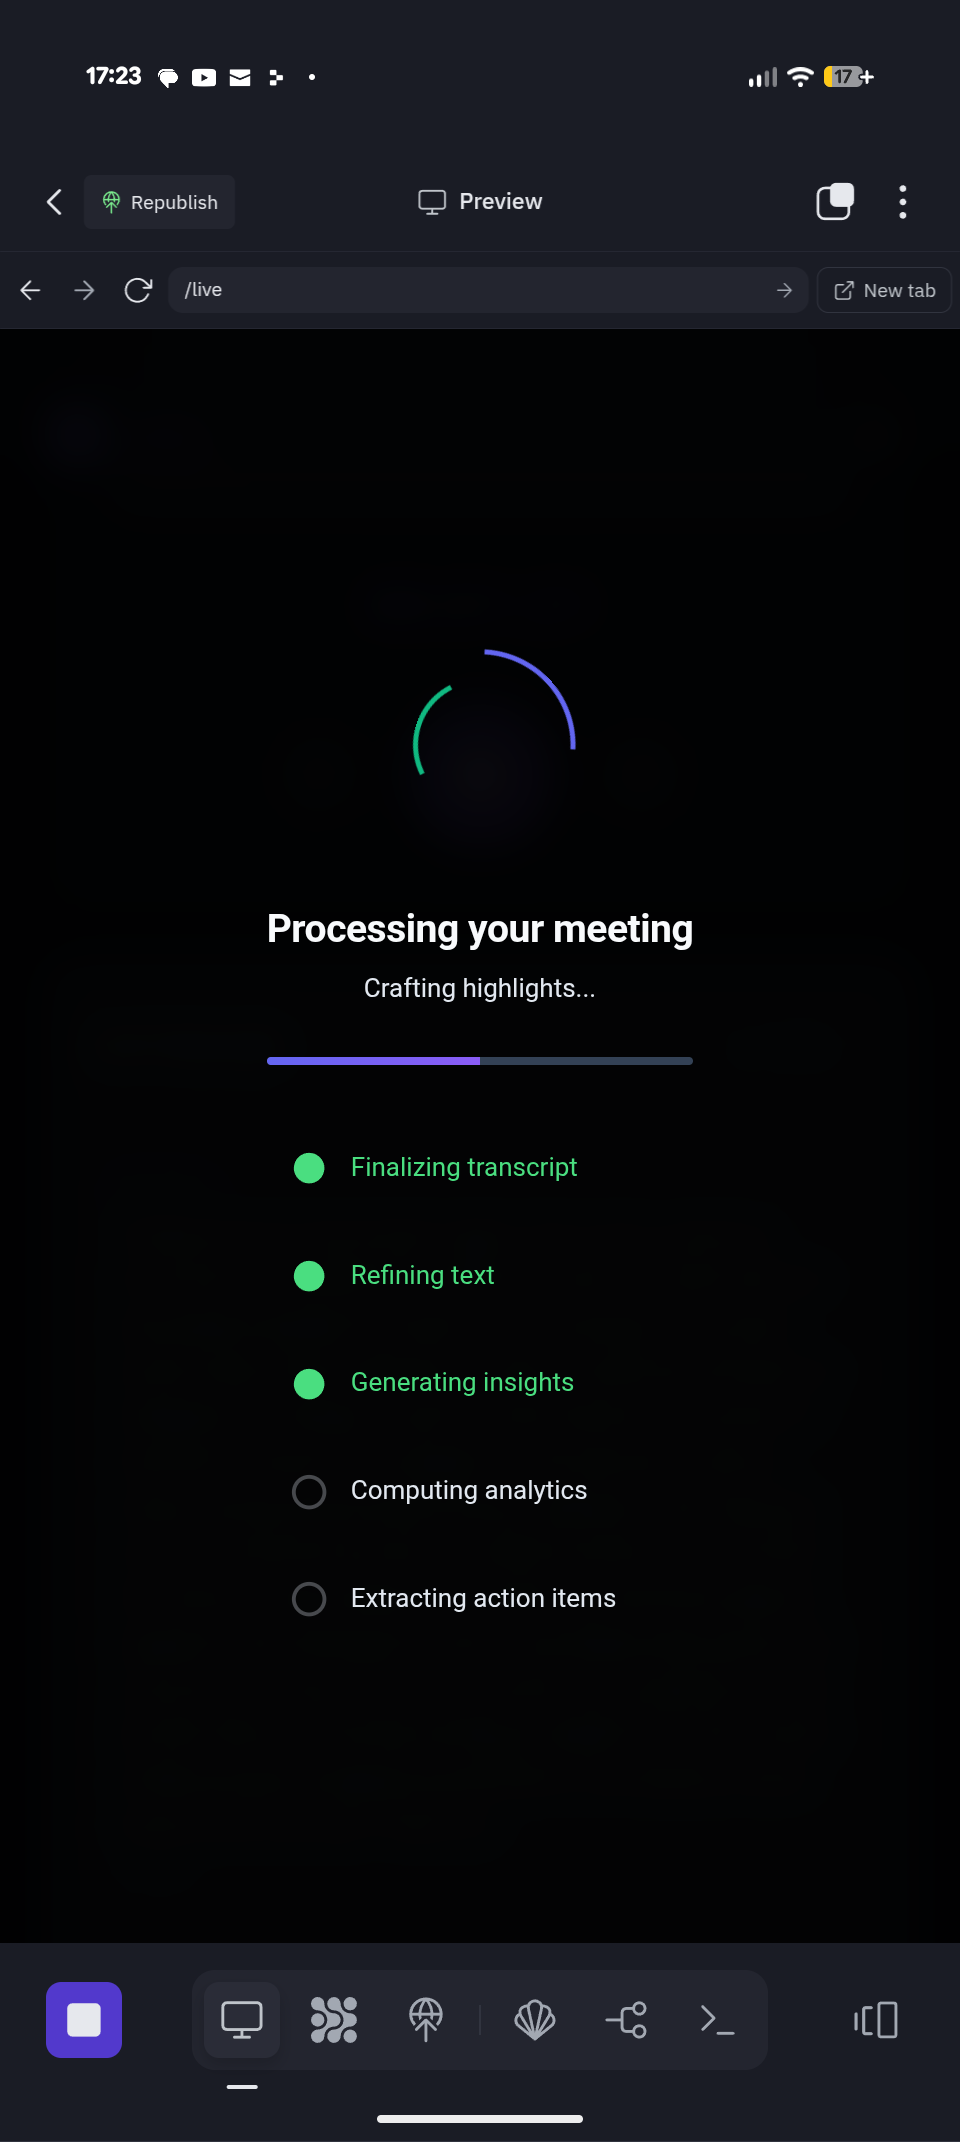 17:23
17
Republish
Preview
/live
New tab
Processing your meeting
Crafting highlights...
Finalizing transcript
Refining text
Generating insights
Computing analytics
Extracting action items